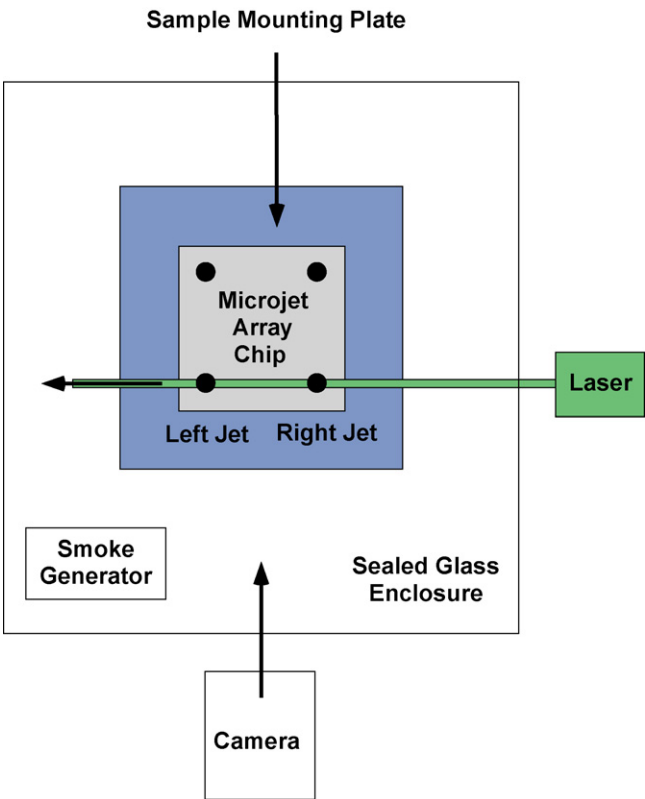 Sample Mounting Plate
Microjet
Array
Chip
Laser
Left Jet
Right Jet
Smoke
Generator
Sealed Glass
Enclosure
Camera